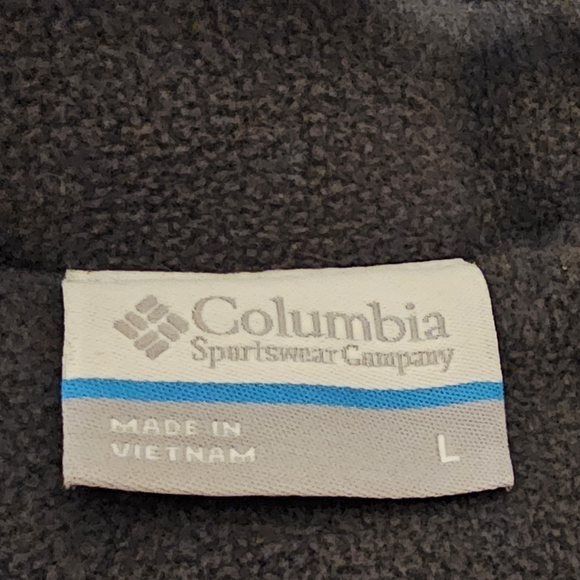 Columbia
Sportswear Company
MADE IN
VIETNAM
L